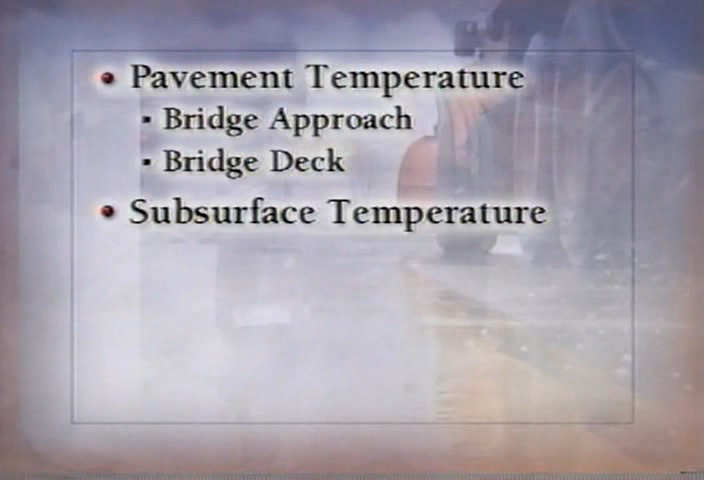 • Pavement Temperature
▪ Bridge Approach
▪ Bridge Deck
• Subsurface Temperature